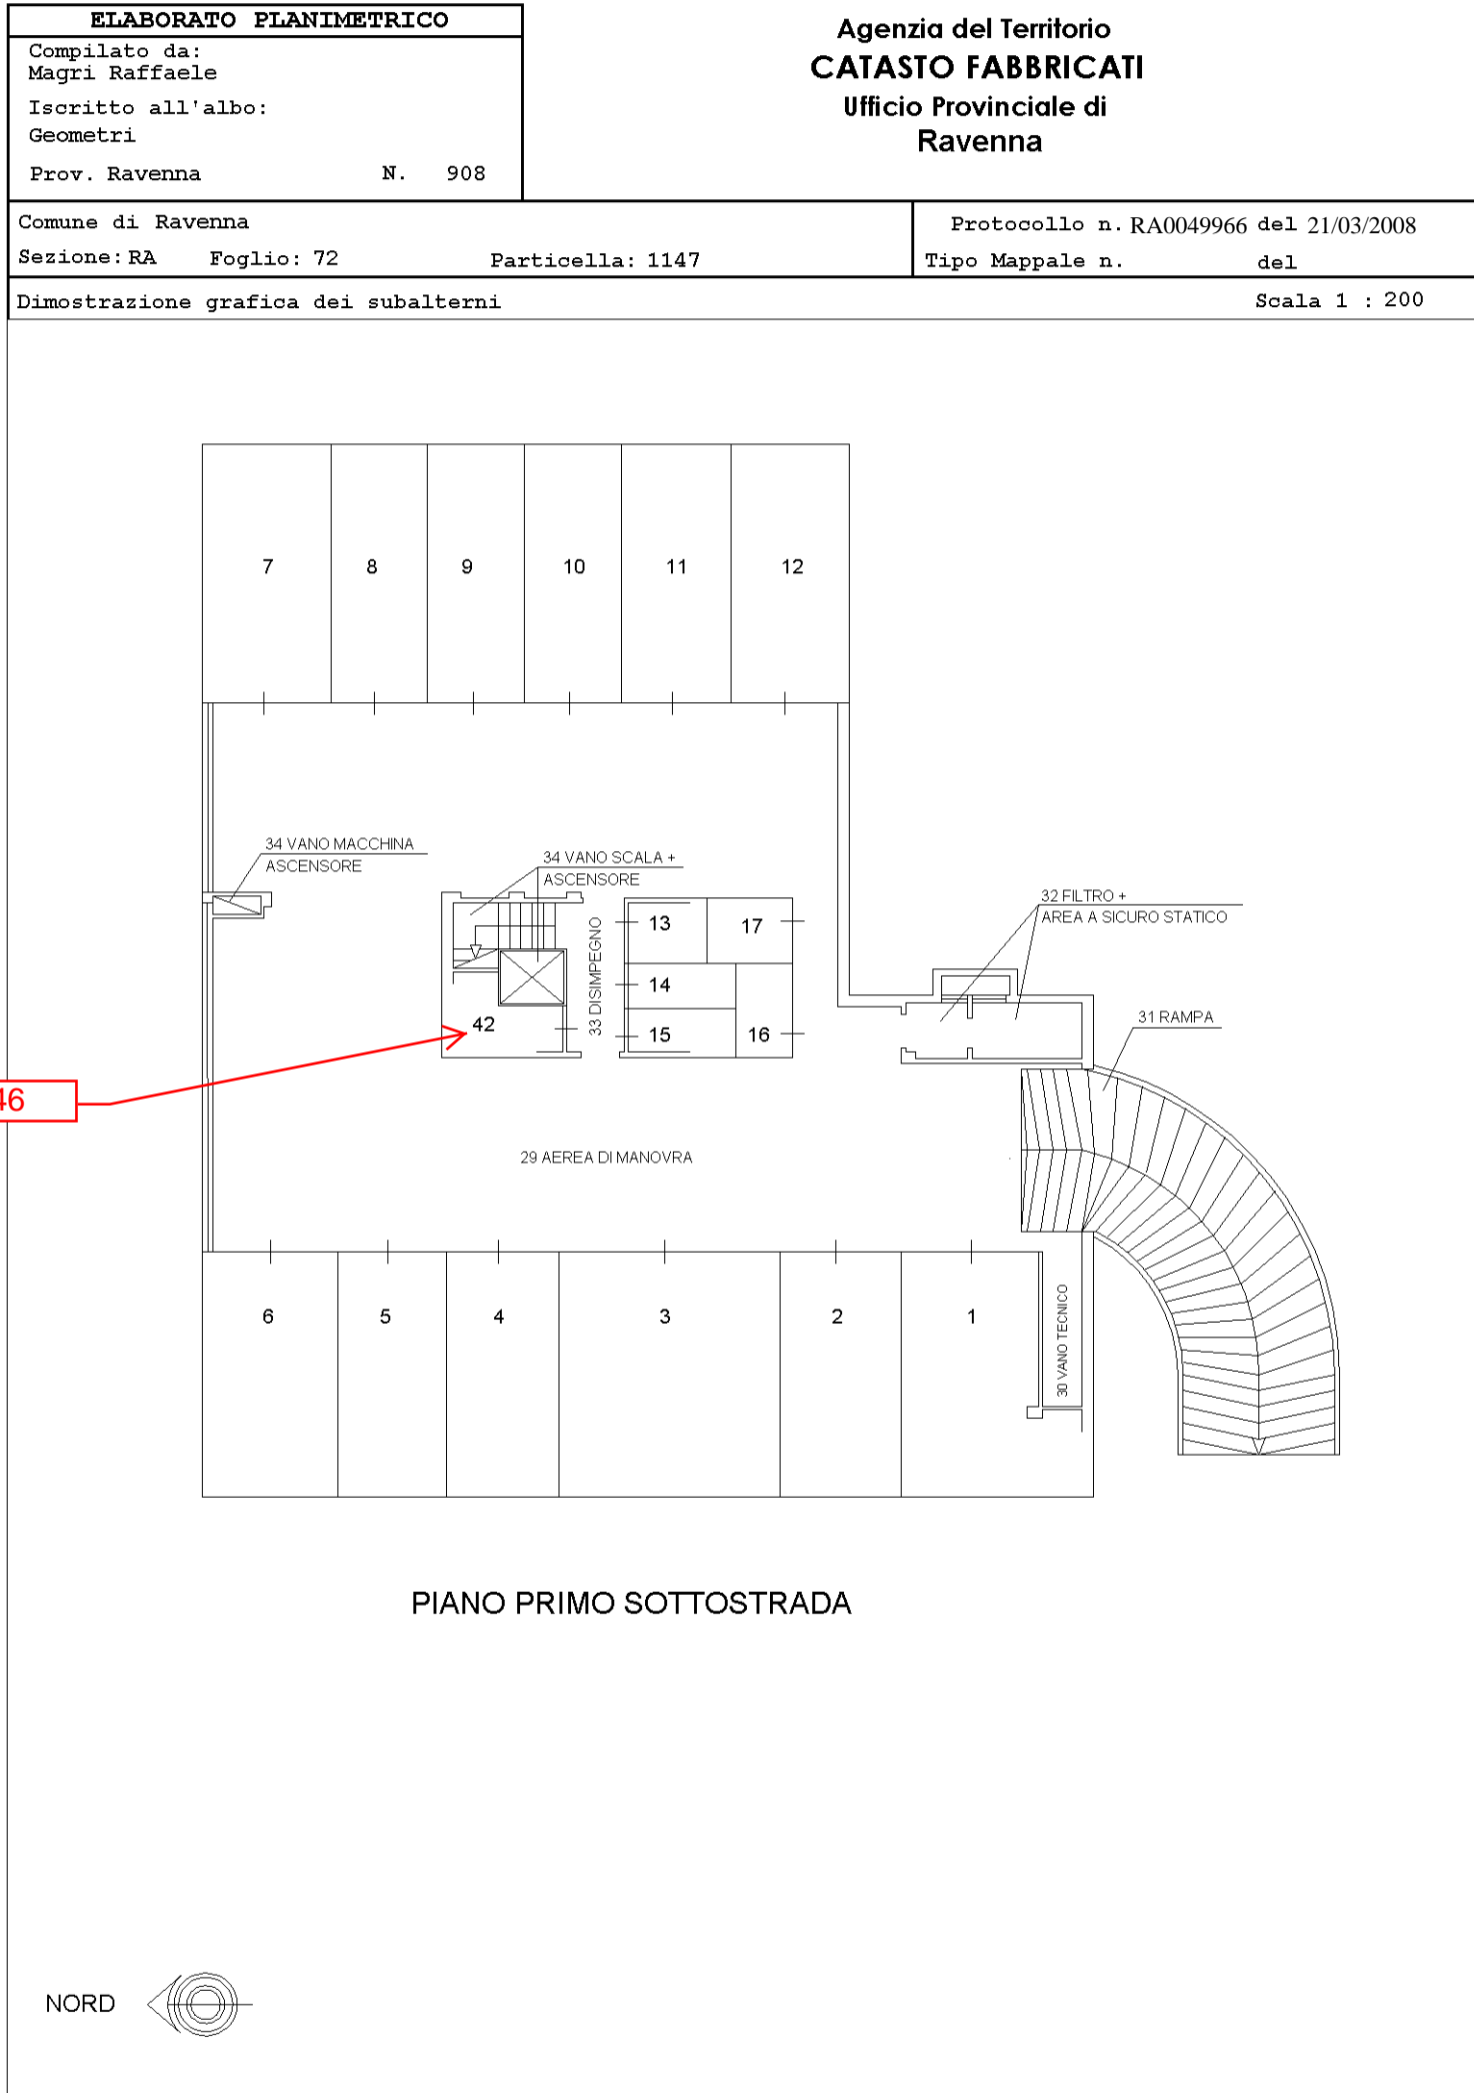 ELABORATO PLANIMETRICO
Compilato da:
Magri Raffaele
Iscritto all'albo:
Geometri
Prov. Ravenna N. 908
Agenzia del Territorio
CATASTO FABBRICATI
Ufficio Provinciale di
Ravenna
Comune di Ravenna
Sezione: RA Foglio: 72 Particella: 1147
Protocollo n. RA0049966 del 21/03/2008
Tipo Mappale n. del
Dimostrazione grafica dei subalterni Scala 1 : 200
7 8 9 10 11 12
34 VANO MACCHINA
ASCENSORE
34 VANO SCALA +
ASCENSORE
32 FILTRO +
AREA A SICURO STATICO
33 DISIMPEGNO
13 17
14
42
15 16
31 RAMPA
46
29 AEREA DI MANOVRA
6 5 4 3 2 1
30 VANO TECNICO
PIANO PRIMO SOTTOSTRADA
NORD